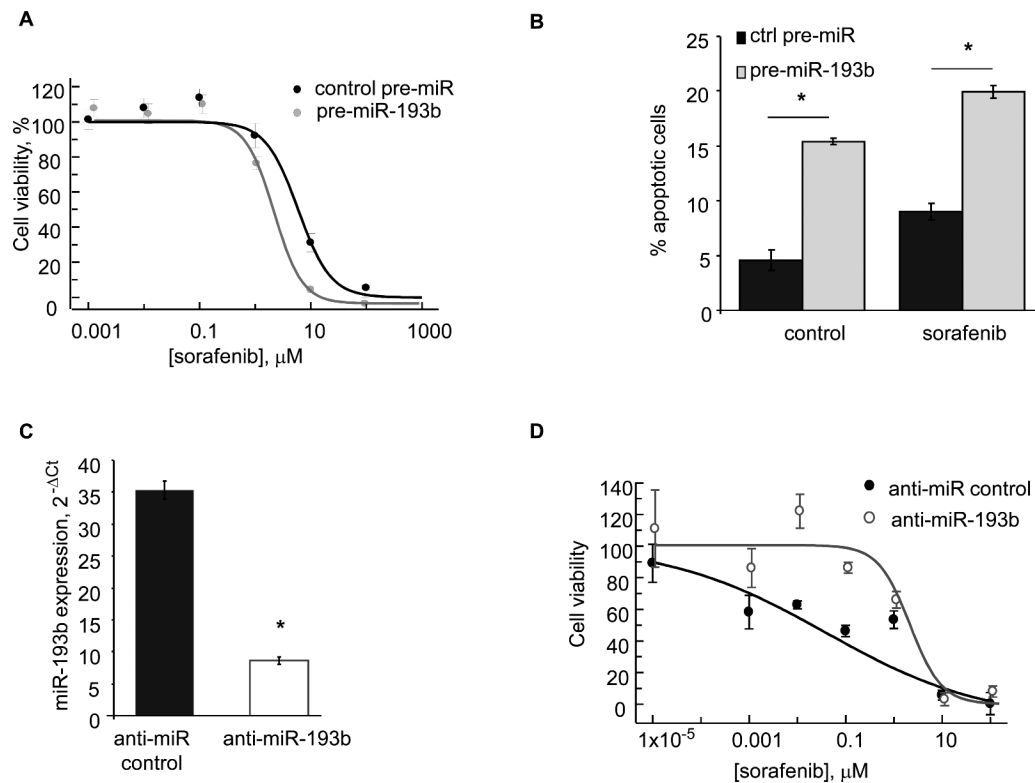 A
120
100
80
60
40
20
0
Cell viability, %
control pre-miR
pre-miR-193b
0.001
0.1
10
1000
[sorafenib], μM
B
25
20
15
10
5
0
% apoptotic cells
ctrl pre-miR
pre-miR-193b
*
*
control
sorafenib
C
40
35
30
25
20
15
10
5
0
miR-193b expression, 2^-ΔCt
*
anti-miR control
anti-miR-193b
D
140
120
100
80
60
40
20
0
Cell viability
anti-miR control
anti-miR-193b
1x10^-5
0.001
0.1
10
[sorafenib], μM